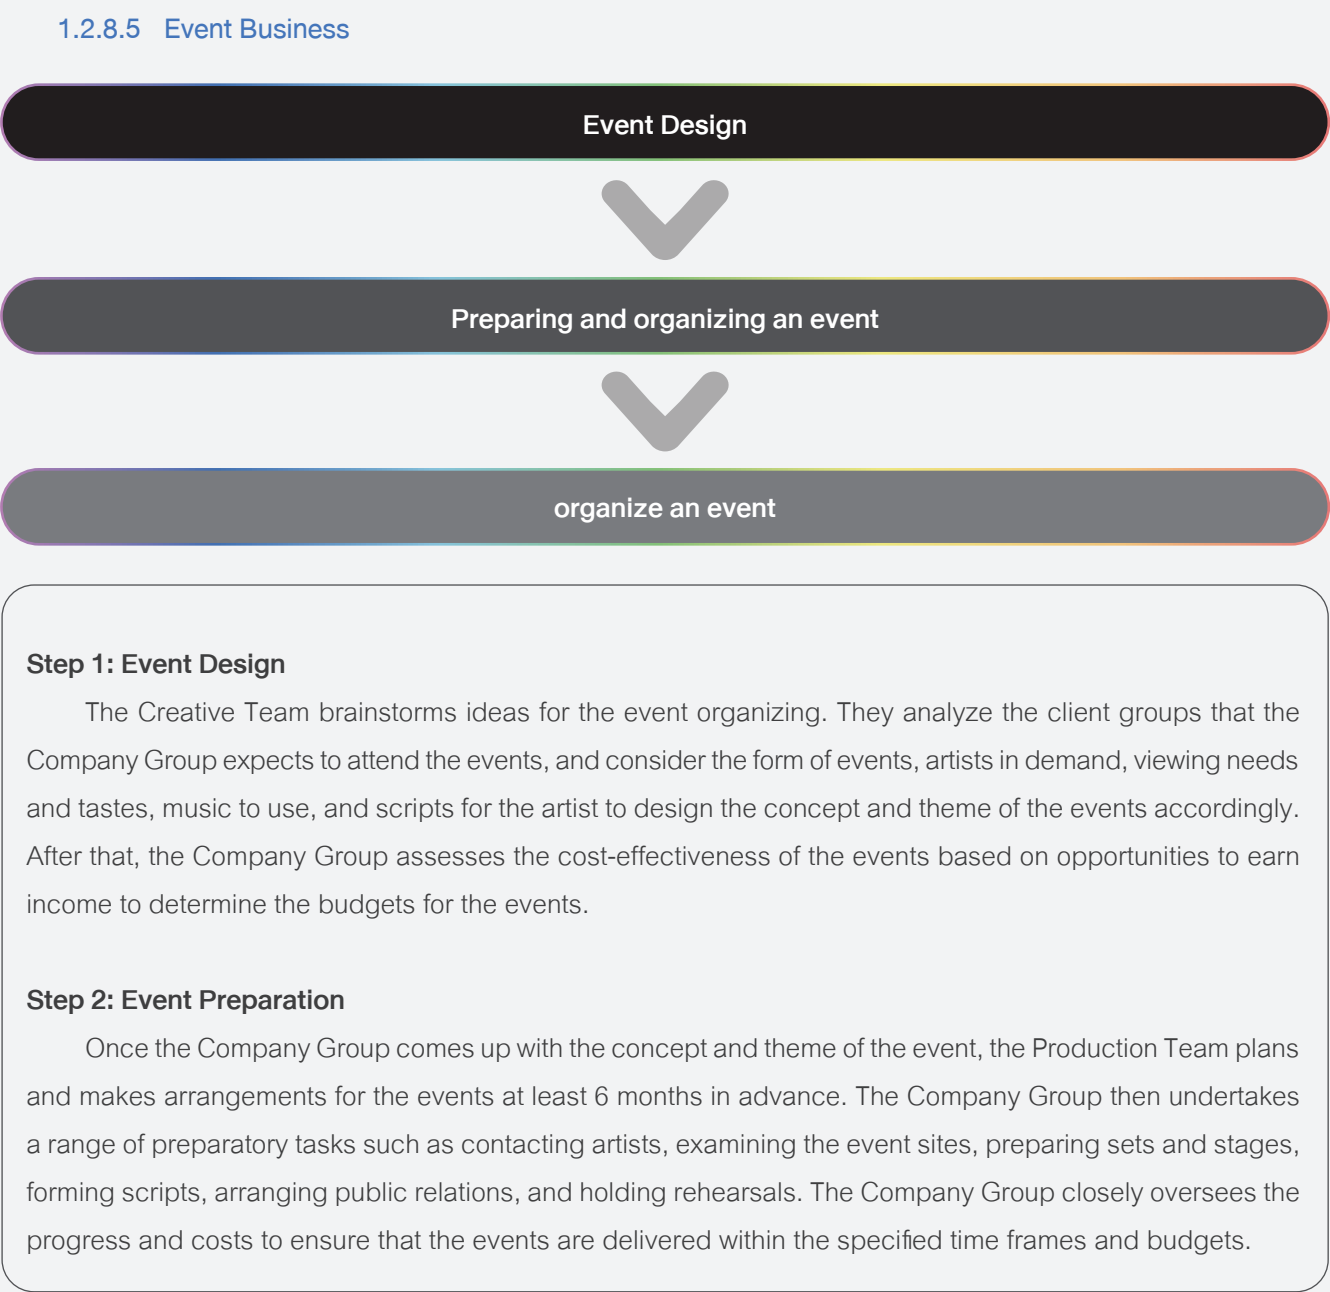 1.2.8.5 Event Business
Event Design
Preparing and organizing an event
organize an event
Step 1: Event Design
The Creative Team brainstorms ideas for the event organizing. They analyze the client groups that the
Company Group expects to attend the events, and consider the form of events, artists in demand, viewing needs
and tastes, music to use, and scripts for the artist to design the concept and theme of the events accordingly.
After that, the Company Group assesses the cost-effectiveness of the events based on opportunities to earn
income to determine the budgets for the events.
Step 2: Event Preparation
Once the Company Group comes up with the concept and theme of the event, the Production Team plans
and makes arrangements for the events at least 6 months in advance. The Company Group then undertakes
a range of preparatory tasks such as contacting artists, examining the event sites, preparing sets and stages,
forming scripts, arranging public relations, and holding rehearsals. The Company Group closely oversees the
progress and costs to ensure that the events are delivered within the specified time frames and budgets.